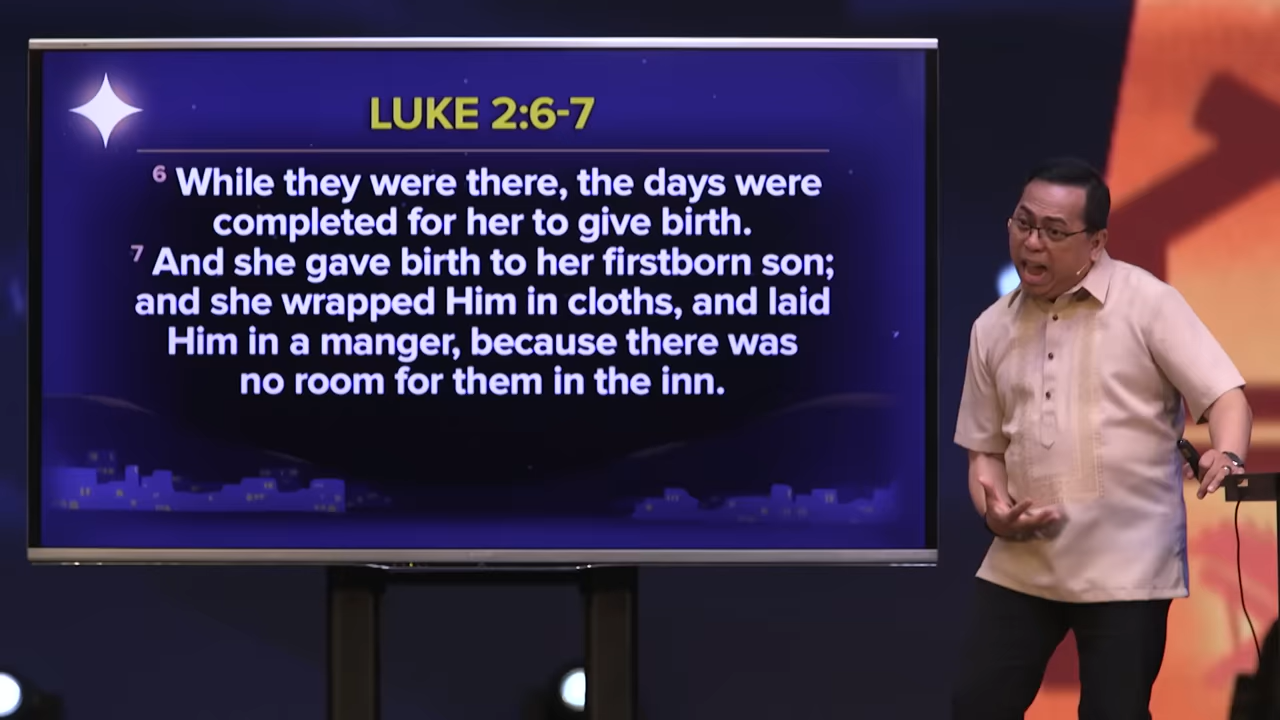 LUKE 2:6-7
6 While they were there, the days were
completed for her to give birth.
7 And she gave birth to her firstborn son;
and she wrapped Him in cloths, and laid
Him in a manger, because there was
no room for them in the inn.